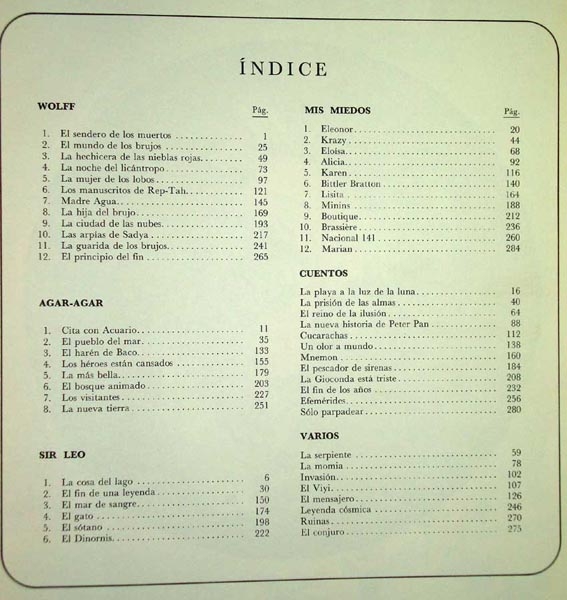 ÍNDICE
WOLFF
Pág.
1. El sendero de los muertos 1
2. El mundo de los brujos 25
3. La hechicera de las nieblas rojas 49
4. La noche del licántropo 73
5. La mujer de los lobos 97
6. Los manuscritos de Rep-Tah 121
7. Madre Agua 145
8. La hija del brujo 169
9. La ciudad de las nubes 193
10. Las arpías de Sadya 217
11. La guarida de los brujos 241
12. El principio del fin 265
AGAR-AGAR
1. Cita con Acuario 11
2. El pueblo del mar 35
3. El harén de Baco 133
4. Los héroes están cansados 155
5. La más bella 179
6. El bosque animado 203
7. Los visitantes 227
8. La nueva tierra 251
SIR LEO
1. La cosa del lago 6
2. El fin de una leyenda 30
3. El mar de sangre 150
4. El gato 174
5. El sótano 198
6. El Dinornis 222
MIS MIEDOS
Pág.
1. Eleonor 20
2. Krazy 44
3. Eloísa 68
4. Alicia 92
5. Karen 116
6. Bittler Bratton 140
7. Lisita 164
8. Minins 188
9. Boutique 212
10. Brassière 236
11. Nacional 141 260
12. Marian 284
CUENTOS
La playa a la luz de la luna 16
La prisión de las almas 40
El reino de la ilusión 64
La nueva historia de Peter Pan 88
Cucarachas 112
Un olor a mundo 138
Mnemon 160
El pescador de sirenas 184
La Gioconda está triste 208
El fin de los años 232
Efemérides 256
Sólo parpadear 280
VARIOS
La serpiente 59
La momia 78
Invasión 102
El Viyi 107
El mensajero 126
Leyenda cósmica 246
Ruinas 270
El conjuro 275